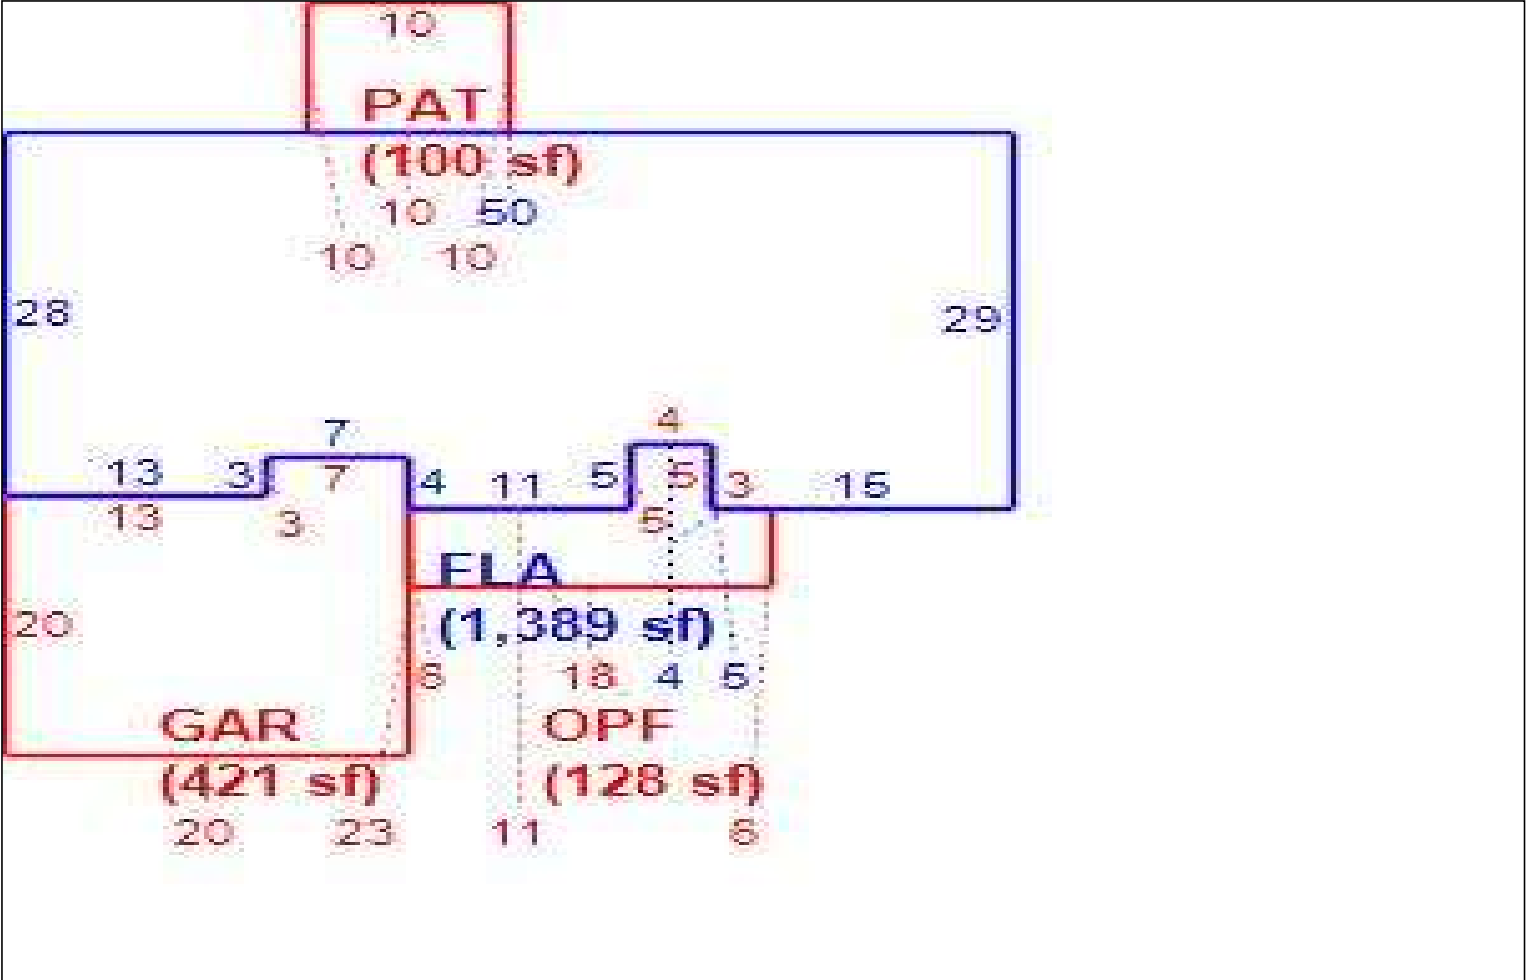 10
PAT
(100 sf)
10 50
10 10
28 29
4
7
13 3 7 4 11 5 5 3 15
13 3 5
FLA
20 (1,389 sf)
6 18 4 5
GAR OPF
(421 sf) (128 sf)
20 23 11 6